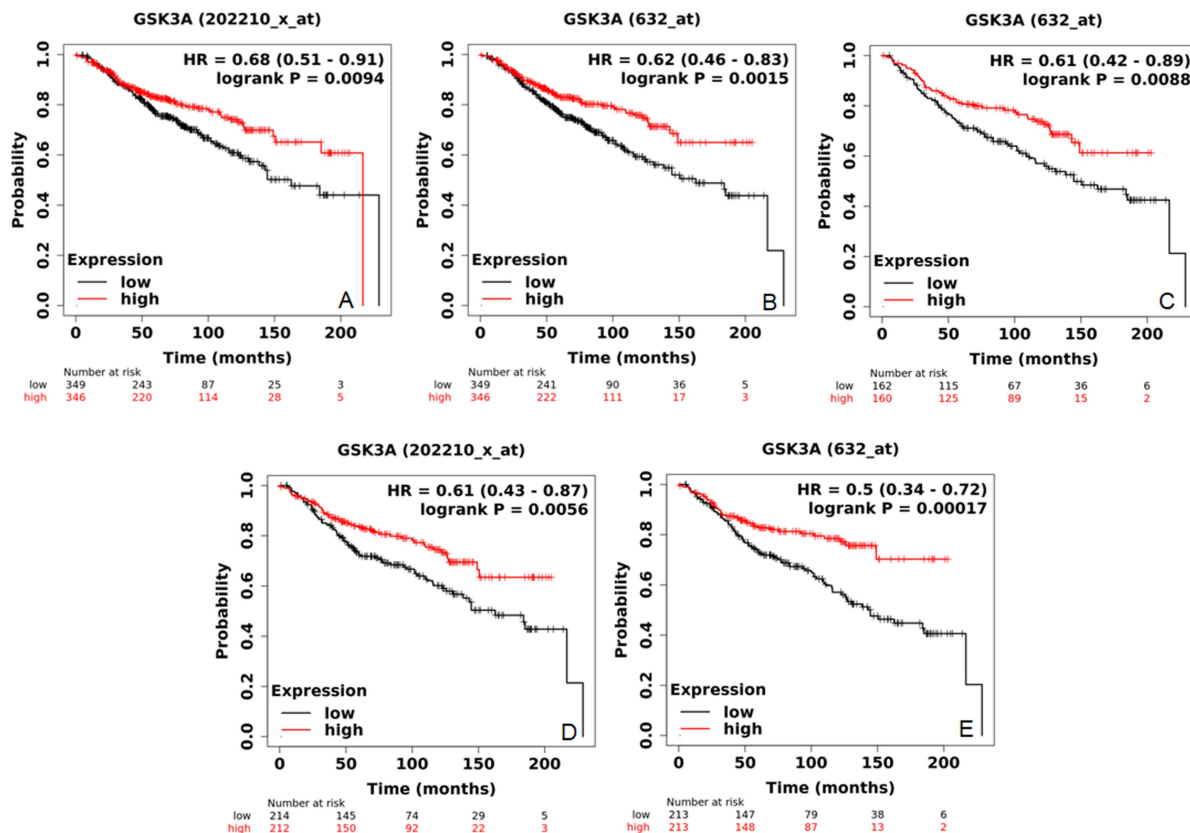 GSK3A (202210_x_at)
HR = 0.68 (0.51 - 0.91)
logrank P = 0.0094
Probability
1.0
0.8
0.6
0.4
0.2
0.0
Expression
low
high
A
0 50 100 150 200
Time (months)
Number at risk
low 349 243 87 25 3
high 346 220 114 28 5
GSK3A (632_at)
HR = 0.62 (0.46 - 0.83)
logrank P = 0.0015
Probability
1.0
0.8
0.6
0.4
0.2
0.0
Expression
low
high
B
0 50 100 150 200
Time (months)
Number at risk
low 349 241 90 36 5
high 346 222 111 17 3
GSK3A (632_at)
HR = 0.61 (0.42 - 0.89)
logrank P = 0.0088
Probability
1.0
0.8
0.6
0.4
0.2
0.0
Expression
low
high
C
0 50 100 150 200
Time (months)
Number at risk
low 162 115 67 36 6
high 160 125 89 15 2
GSK3A (202210_x_at)
HR = 0.61 (0.43 - 0.87)
logrank P = 0.0056
Probability
1.0
0.8
0.6
0.4
0.2
0.0
Expression
low
high
D
0 50 100 150 200
Time (months)
Number at risk
low 214 145 74 29 5
high 212 150 92 22 3
GSK3A (632_at)
HR = 0.5 (0.34 - 0.72)
logrank P = 0.00017
Probability
1.0
0.8
0.6
0.4
0.2
0.0
Expression
low
high
E
0 50 100 150 200
Time (months)
Number at risk
low 213 147 79 38 6
high 213 148 87 13 2